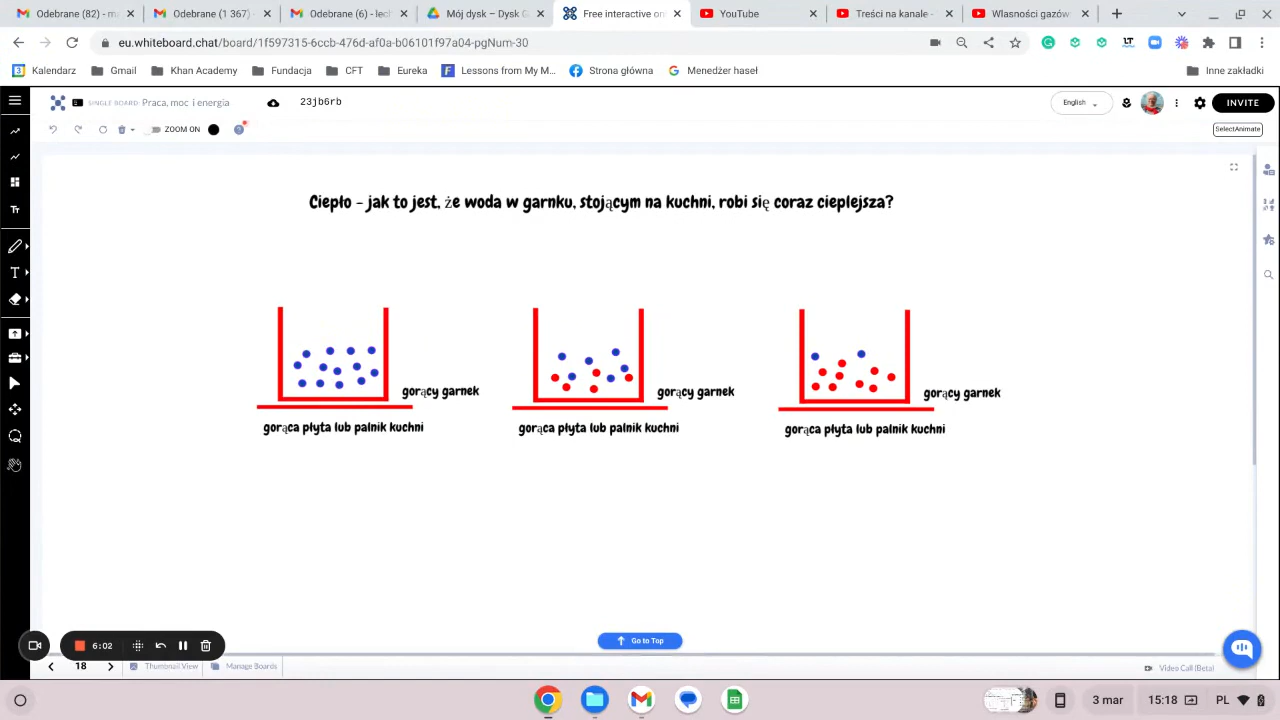 Odebrane (82) - m
Odebrane (1 367) -
Odebrane (6) - lech
Mój dysk – Dysk G
Free interactive on
YouTube
Treści na kanale -
Własności gazów
eu.whiteboard.chat/board/1f597315-6ccb-476d-af0a-b06101f97a04-pgNum-30
Kalendarz
Gmail
Khan Academy
Fundacja
CFT
Eureka
Lessons from My M...
Strona główna
Menedżer haseł
Inne zakładki
SINGLE BOARD: Praca, moc i energia
23jb6rb
English
INVITE
ZOOM ON
SelectAnimate
Ciepło - jak to jest, że woda w garnku, stojącym na kuchni, robi się coraz cieplejsza?
gorący garnek
gorąca płyta lub palnik kuchni
gorący garnek
gorąca płyta lub palnik kuchni
gorący garnek
gorąca płyta lub palnik kuchni
Go to Top
6:02
18
Thumbnail View
Manage Boards
Video Call (Beta)
3 mar
15:18
PL